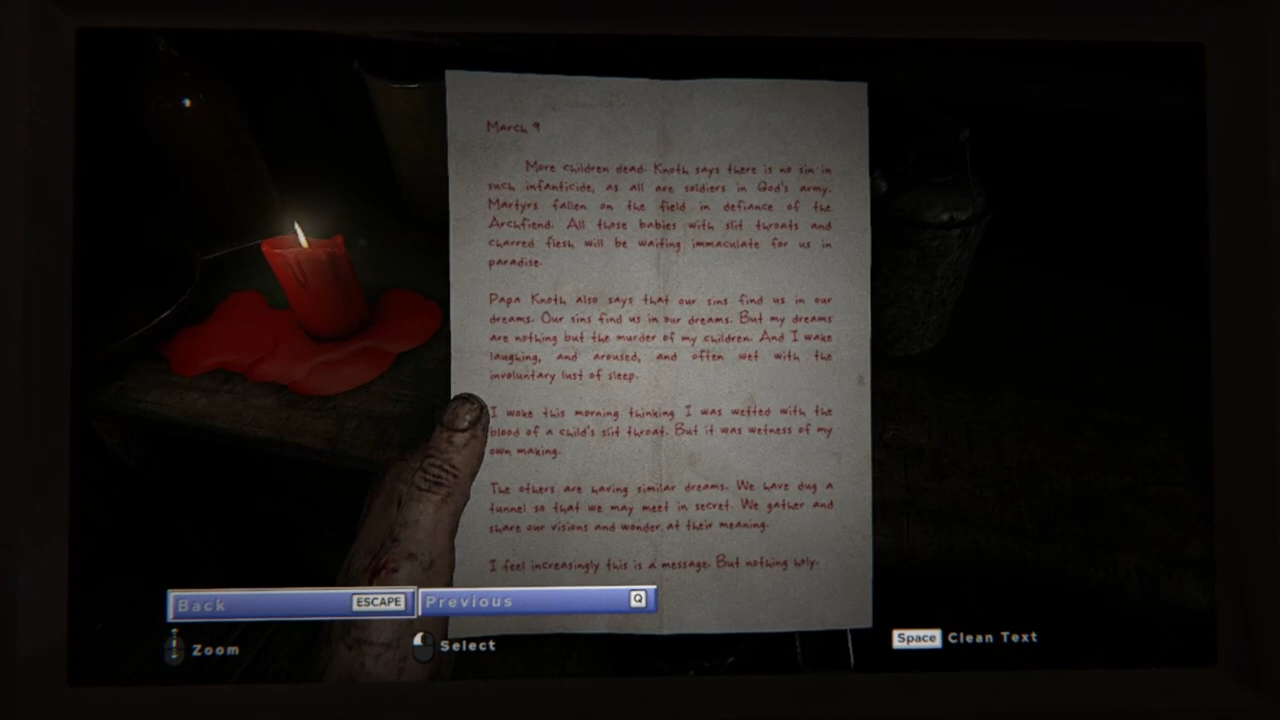 March 9
More children dead. Knoth says there is no sin in
such infanticide, as all are soldiers in God's army.
Martyrs fallen on the field in defiance of the
Archfiend. All those babies with slit throats and
charred flesh will be waiting immaculate for us in
paradise.
Papa Knoth also says that our sins find us in our
dreams. Our sins find us in our dreams. But my dreams
are nothing but the murder of my children. And I wake
laughing, and aroused, and often wet with the
involuntary lust of sleep.
I woke this morning thinking I was wetted with the
blood of a child's slit throat. But it was wetness of my
own making.
The others are having similar dreams. We have dug a
tunnel so that we may meet in secret. We gather and
share our visions and wonder at their meaning.
I feel increasingly this is a message. But nothing holy.
Back ESCAPE Previous Q
Zoom Select Space Clean Text